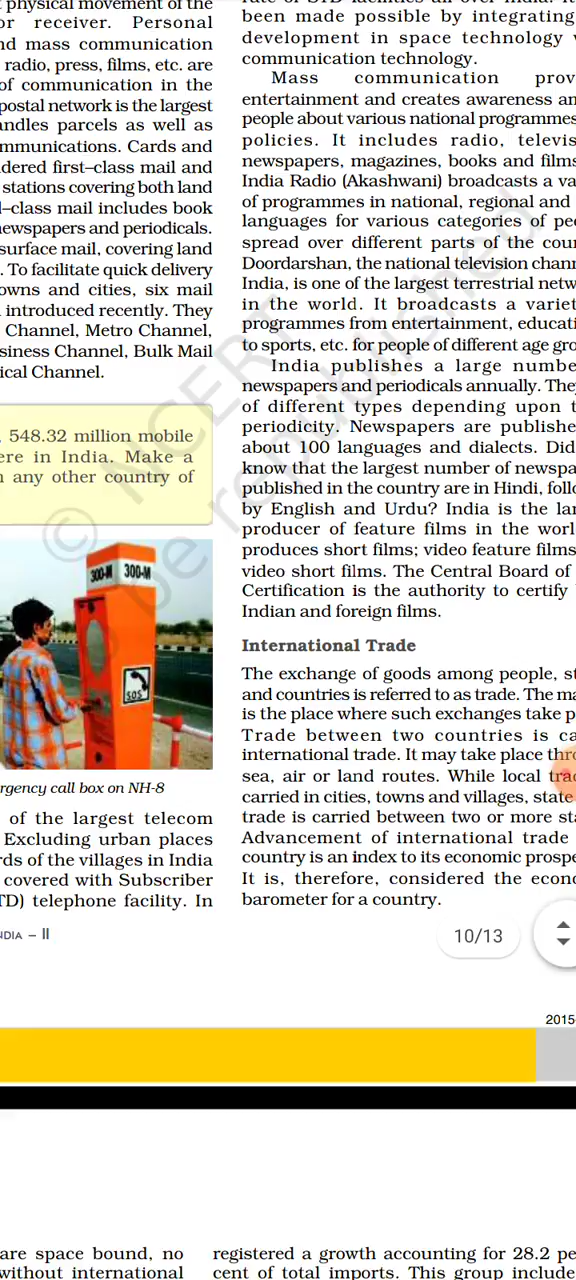 t physical movement of the
or receiver. Personal
nd mass communication
radio, press, films, etc. are
of communication in the
postal network is the largest
andles parcels as well as
mmunications. Cards and
dered first–class mail and
stations covering both land
d–class mail includes book
newspapers and periodicals.
surface mail, covering land
. To facilitate quick delivery
owns and cities, six mail
introduced recently. They
Channel, Metro Channel,
siness Channel, Bulk Mail
ical Channel.
, 548.32 million mobile
ere in India. Make a
any other country of
300-M 300-M
SOS
rgency call box on NH-8
of the largest telecom
Excluding urban places
rds of the villages in India
covered with Subscriber
TD) telephone facility. In
NDIA – II
been made possible by integrating
development in space technology
communication technology.
Mass communication prov
entertainment and creates awareness an
people about various national programmes
policies. It includes radio, televis
newspapers, magazines, books and films
India Radio (Akashwani) broadcasts a va
of programmes in national, regional and
languages for various categories of peo
spread over different parts of the cour
Doordarshan, the national television chann
India, is one of the largest terrestrial netw
in the world. It broadcasts a variet
programmes from entertainment, educati
to sports, etc. for people of different age gro
India publishes a large numbe
newspapers and periodicals annually. They
of different types depending upon t
periodicity. Newspapers are publishe
about 100 languages and dialects. Did
know that the largest number of newspa
published in the country are in Hindi, follo
by English and Urdu? India is the lar
producer of feature films in the worl
produces short films; video feature films
video short films. The Central Board of
Certification is the authority to certify
Indian and foreign films.
International Trade
The exchange of goods among people, st
and countries is referred to as trade. The ma
is the place where such exchanges take p
Trade between two countries is ca
international trade. It may take place thro
sea, air or land routes. While local trad
carried in cities, towns and villages, state
trade is carried between two or more sta
Advancement of international trade
country is an index to its economic prospe
It is, therefore, considered the econo
barometer for a country.
10/13
2015
© NCERT
be republished
are space bound, no
without international
registered a growth accounting for 28.2 pe
cent of total imports. This group include